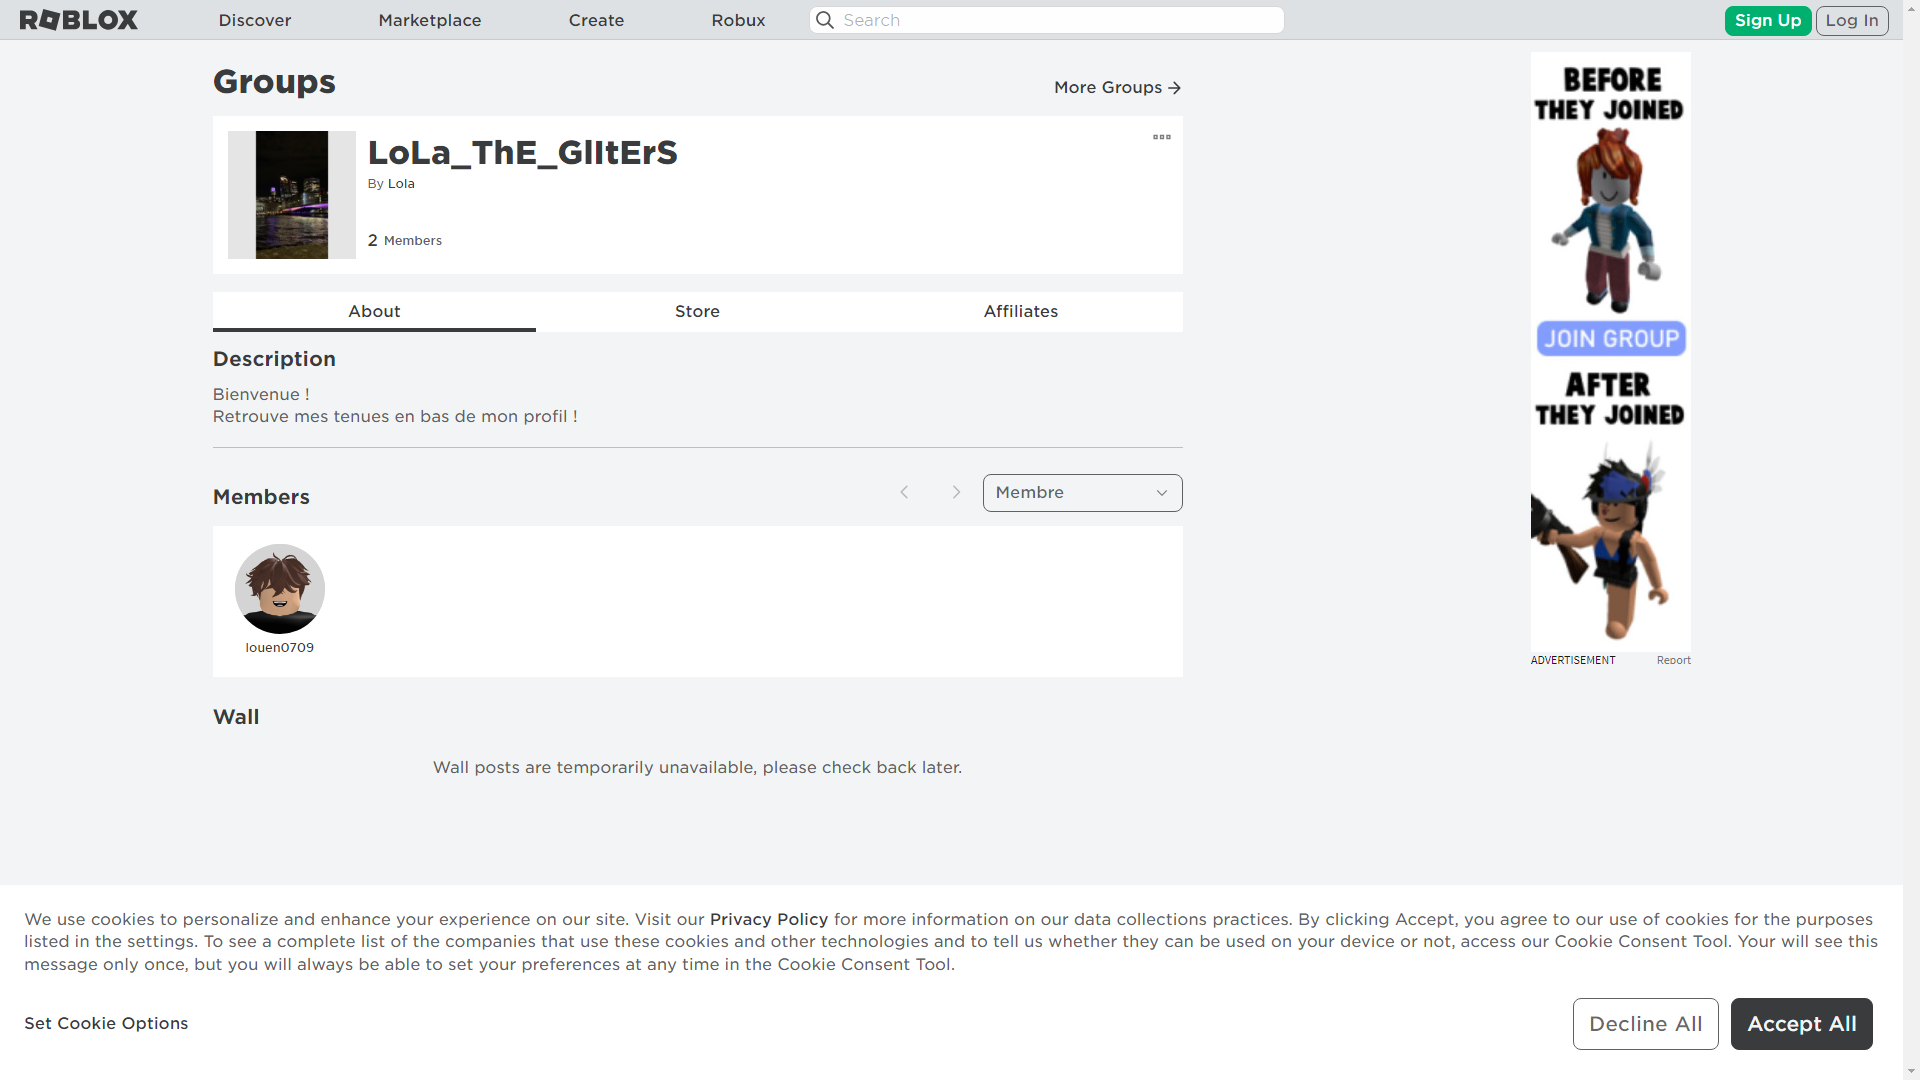 ROBLOX
Discover
Marketplace
Create
Robux
Search
Sign Up
Log In
Groups
More Groups
LoLa_ThE_GlItErS
By Lola
2 Members
About
Store
Affiliates
Description
Bienvenue !
Retrouve mes tenues en bas de mon profil !
Members
Membre
louen0709
Wall
Wall posts are temporarily unavailable, please check back later.
BEFORE
THEY JOINED
JOIN GROUP
AFTER
THEY JOINED
ADVERTISEMENT
Report
We use cookies to personalize and enhance your experience on our site. Visit our Privacy Policy for more information on our data collections practices. By clicking Accept, you agree to our use of cookies for the purposes
listed in the settings. To see a complete list of the companies that use these cookies and other technologies and to tell us whether they can be used on your device or not, access our Cookie Consent Tool. Your will see this
message only once, but you will always be able to set your preferences at any time in the Cookie Consent Tool.
Set Cookie Options
Decline All
Accept All